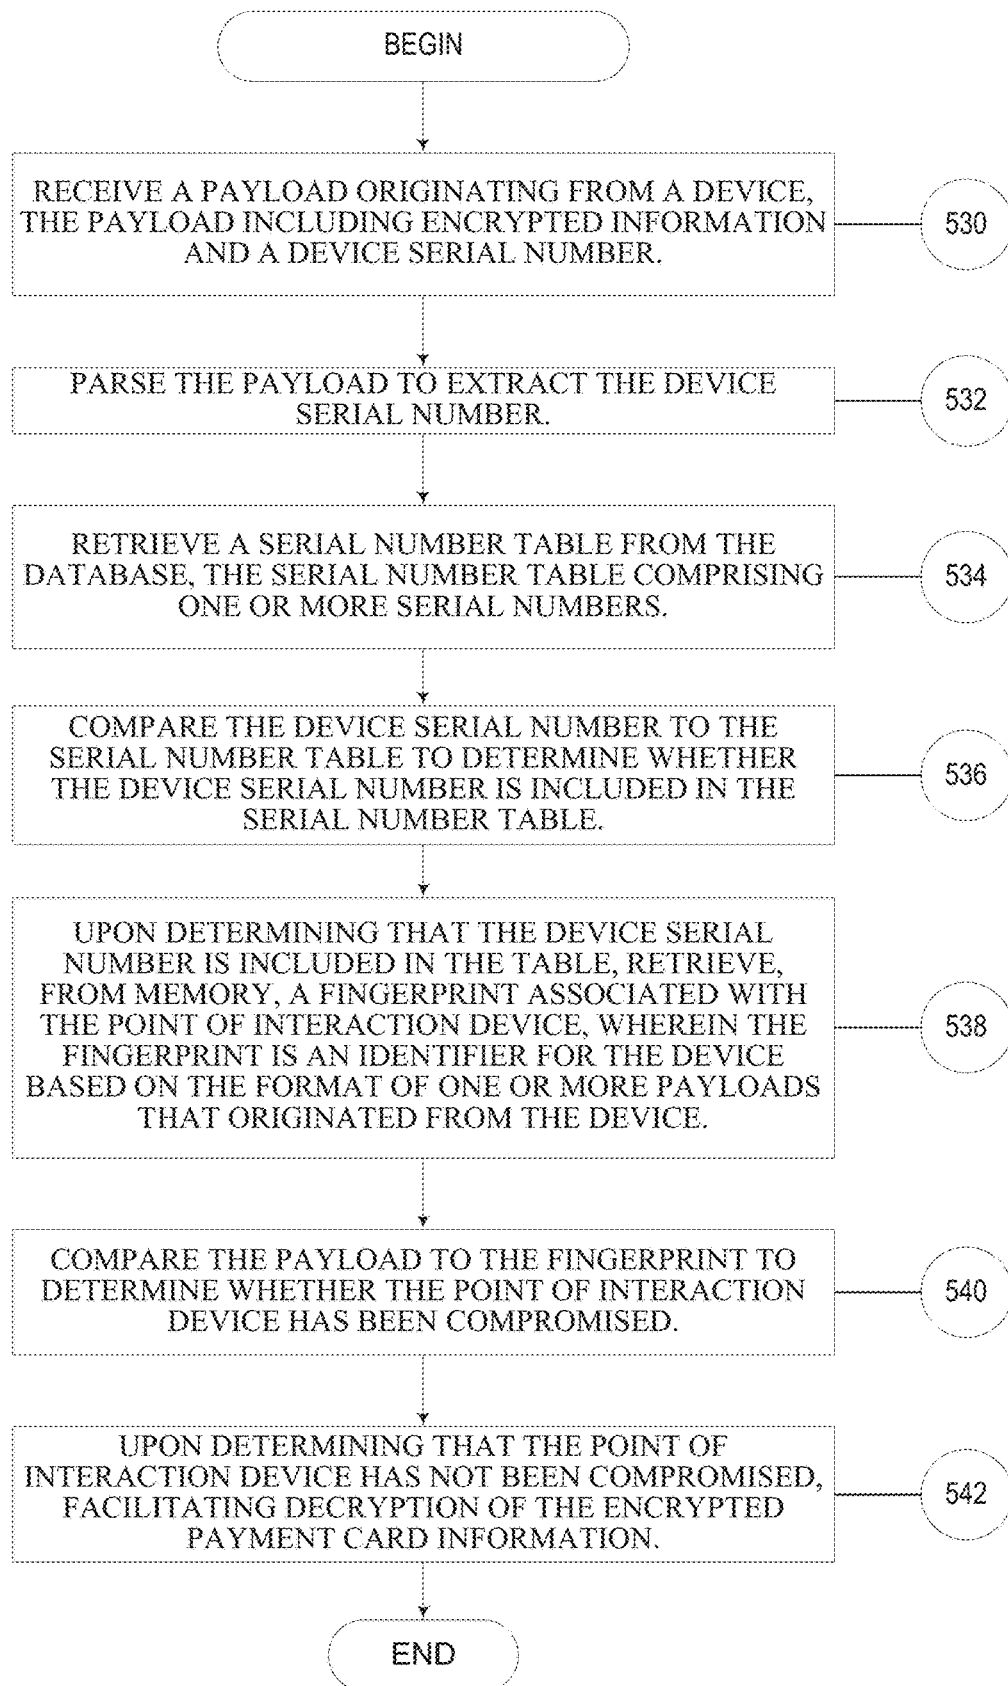 BEGIN
RECEIVE A PAYLOAD ORIGINATING FROM A DEVICE,
THE PAYLOAD INCLUDING ENCRYPTED INFORMATION
AND A DEVICE SERIAL NUMBER.
530
PARSE THE PAYLOAD TO EXTRACT THE DEVICE
SERIAL NUMBER.
532
RETRIEVE A SERIAL NUMBER TABLE FROM THE
DATABASE, THE SERIAL NUMBER TABLE COMPRISING
ONE OR MORE SERIAL NUMBERS.
534
COMPARE THE DEVICE SERIAL NUMBER TO THE
SERIAL NUMBER TABLE TO DETERMINE WHETHER
THE DEVICE SERIAL NUMBER IS INCLUDED IN THE
SERIAL NUMBER TABLE.
536
UPON DETERMINING THAT THE DEVICE SERIAL
NUMBER IS INCLUDED IN THE TABLE, RETRIEVE,
FROM MEMORY, A FINGERPRINT ASSOCIATED WITH
THE POINT OF INTERACTION DEVICE, WHEREIN THE
FINGERPRINT IS AN IDENTIFIER FOR THE DEVICE
BASED ON THE FORMAT OF ONE OR MORE PAYLOADS
THAT ORIGINATED FROM THE DEVICE.
538
COMPARE THE PAYLOAD TO THE FINGERPRINT TO
DETERMINE WHETHER THE POINT OF INTERACTION
DEVICE HAS BEEN COMPROMISED.
540
UPON DETERMINING THAT THE POINT OF
INTERACTION DEVICE HAS NOT BEEN COMPROMISED,
FACILITATING DECRYPTION OF THE ENCRYPTED
PAYMENT CARD INFORMATION.
542
END